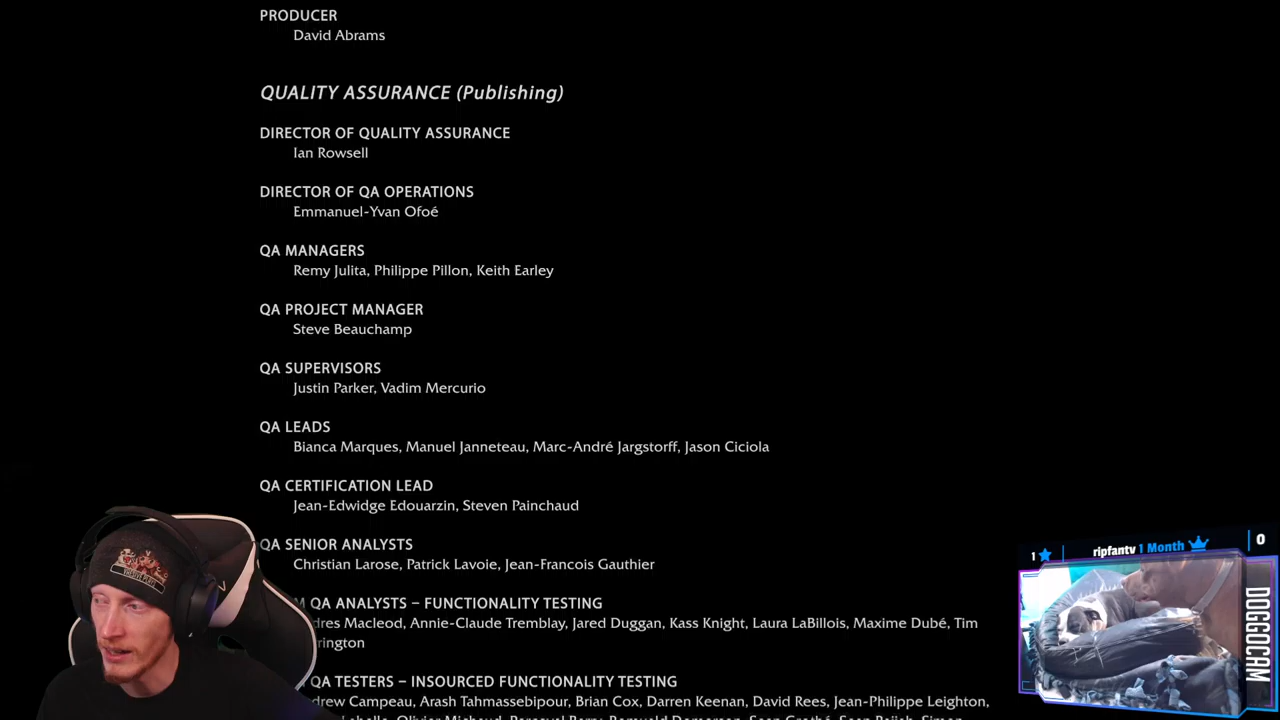 PRODUCER
David Abrams
QUALITY ASSURANCE (Publishing)
DIRECTOR OF QUALITY ASSURANCE
Ian Rowsell
DIRECTOR OF QA OPERATIONS
Emmanuel-Yvan Ofoé
QA MANAGERS
Remy Julita, Philippe Pillon, Keith Earley
QA PROJECT MANAGER
Steve Beauchamp
QA SUPERVISORS
Justin Parker, Vadim Mercurio
QA LEADS
Bianca Marques, Manuel Janneteau, Marc-André Jargstorff, Jason Ciciola
QA CERTIFICATION LEAD
Jean-Edwidge Edouarzin, Steven Painchaud
QA SENIOR ANALYSTS
Christian Larose, Patrick Lavoie, Jean-Francois Gauthier
QA ANALYSTS – FUNCTIONALITY TESTING
Macleod, Annie-Claude Tremblay, Jared Duggan, Kass Knight, Laura LaBillois, Maxime Dubé, Tim
QA TESTERS – INSOURCED FUNCTIONALITY TESTING
Campeau, Arash Tahmassebipour, Brian Cox, Darren Keenan, David Rees, Jean-Philippe Leighton,
1
ripfantv 1 Month
0
DOGGOCAM